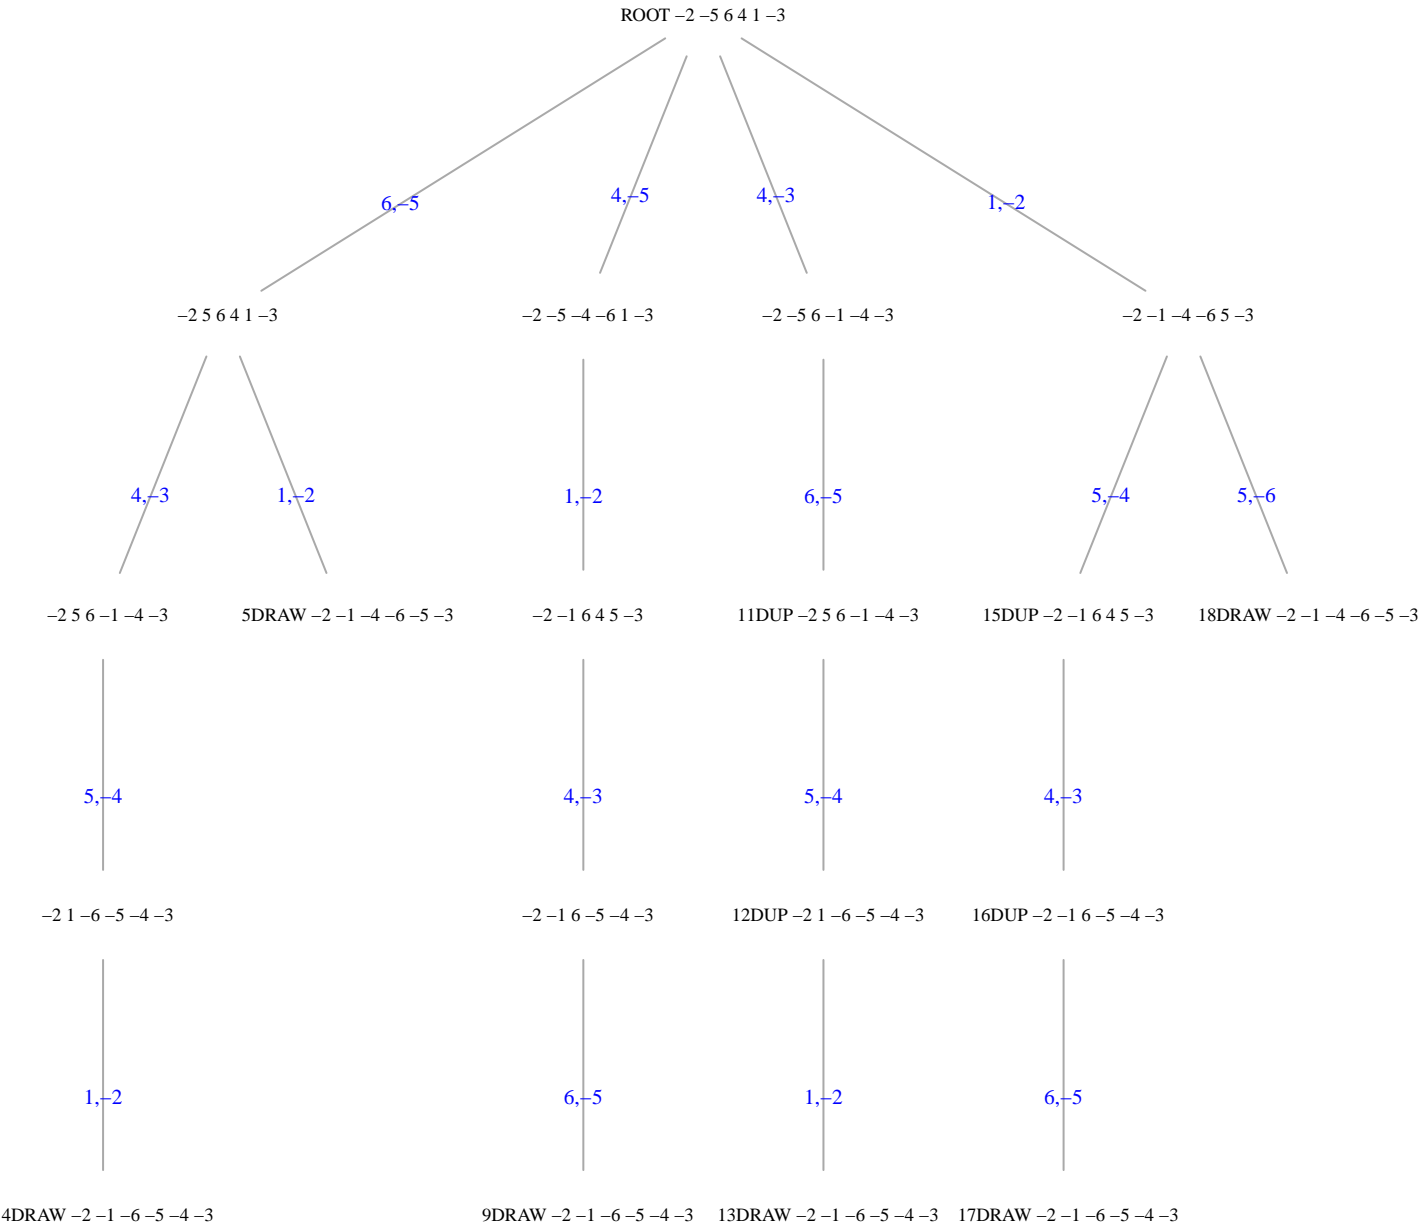 ROOT –2 –5 6 4 1 –3
6,–5 4,–5 4,–3 1,–2
–2 5 6 4 1 –3 –2 –5 –4 –6 1 –3 –2 –5 6 –1 –4 –3 –2 –1 –4 –6 5 –3
4,–3 1,–2 1,–2 6,–5 5,–4 5,–6
–2 5 6 –1 –4 –3 5DRAW –2 –1 –4 –6 –5 –3 –2 –1 6 4 5 –3 11DUP –2 5 6 –1 –4 –3 15DUP –2 –1 6 4 5 –3 18DRAW –2 –1 –4 –6 –5 –3
5,–4 4,–3 5,–4 4,–3
–2 1 –6 –5 –4 –3 –2 –1 6 –5 –4 –3 12DUP –2 1 –6 –5 –4 –3 16DUP –2 –1 6 –5 –4 –3
1,–2 6,–5 1,–2 6,–5
4DRAW –2 –1 –6 –5 –4 –3 9DRAW –2 –1 –6 –5 –4 –3 13DRAW –2 –1 –6 –5 –4 –3 17DRAW –2 –1 –6 –5 –4 –3